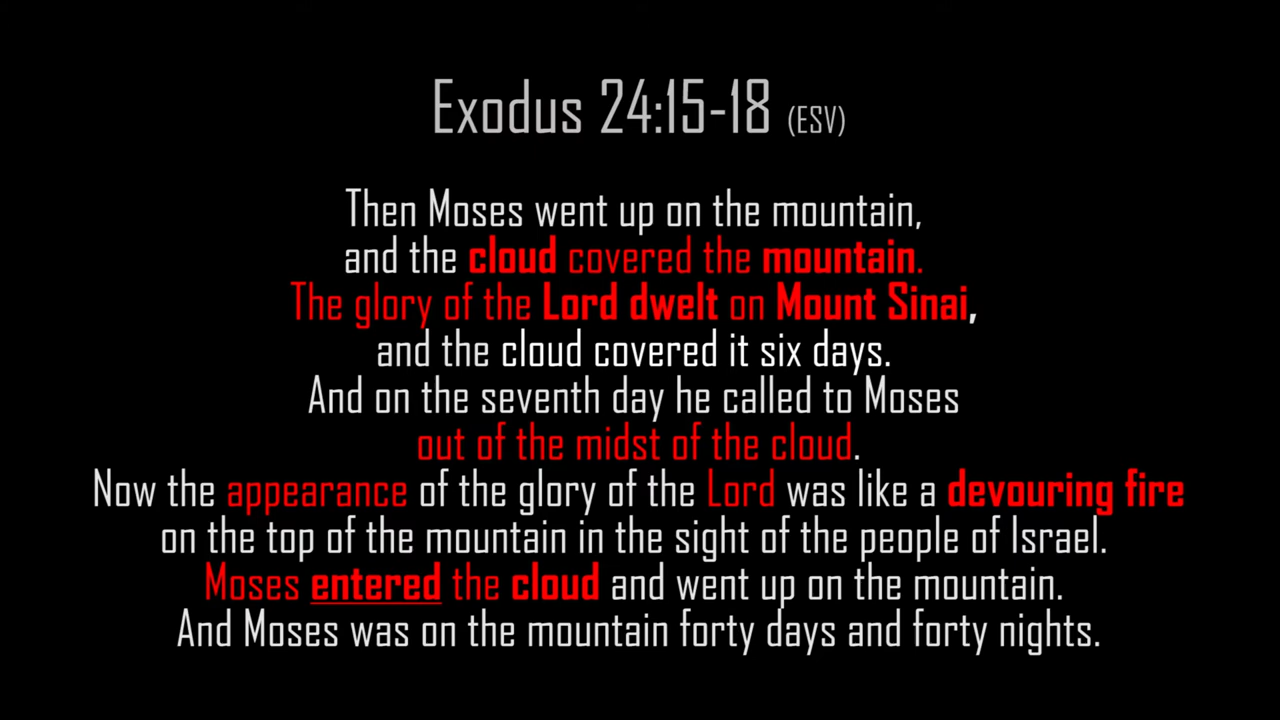 Exodus 24:15-18 (ESV)
Then Moses went up on the mountain,
and the cloud covered the mountain.
The glory of the Lord dwelt on Mount Sinai,
and the cloud covered it six days.
And on the seventh day he called to Moses
out of the midst of the cloud.
Now the appearance of the glory of the Lord was like a devouring fire
on the top of the mountain in the sight of the people of Israel.
Moses entered the cloud and went up on the mountain.
And Moses was on the mountain forty days and forty nights.